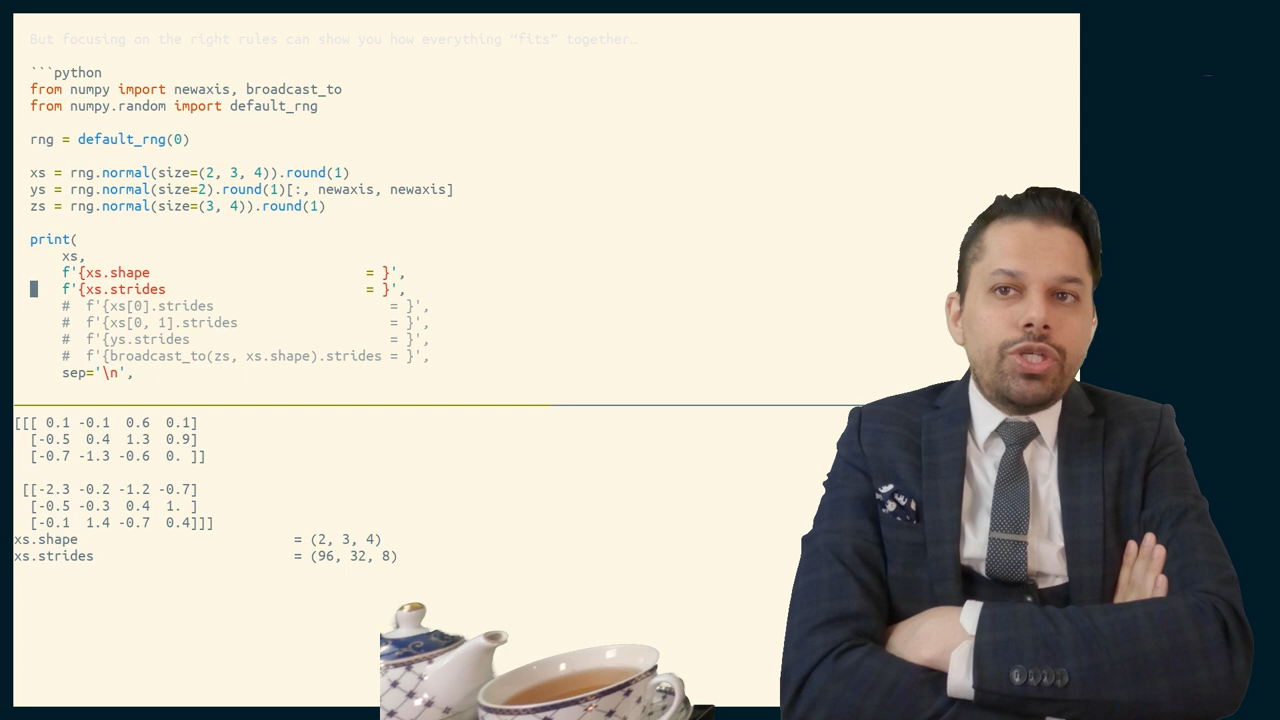 But focusing on the right rules can show you how everything “fits” together…
```python
from numpy import newaxis, broadcast_to
from numpy.random import default_rng
rng = default_rng(0)
xs = rng.normal(size=(2, 3, 4)).round(1)
ys = rng.normal(size=2).round(1)[:, newaxis, newaxis]
zs = rng.normal(size=(3, 4)).round(1)
print(
    xs,
    f'{xs.shape                           = }',
    f'{xs.strides                         = }',
    #  f'{xs[0].strides                      = }',
    #  f'{xs[0, 1].strides                   = }',
    #  f'{ys.strides                         = }',
    #  f'{broadcast_to(zs, xs.shape).strides = }',
    sep='\n',
[[[ 0.1 -0.1  0.6  0.1]
  [-0.5  0.4  1.3  0.9]
  [-0.7 -1.3 -0.6  0. ]]
 [[-2.3 -0.2 -1.2 -0.7]
  [-0.5 -0.3  0.4  1. ]
  [-0.1  1.4 -0.7  0.4]]]
xs.shape                           = (2, 3, 4)
xs.strides                         = (96, 32, 8)